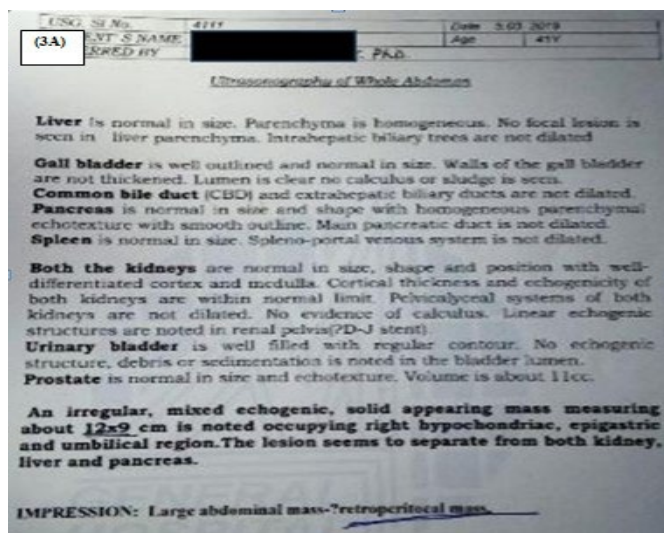 USG. Sl No. 4211 Date 5.03 2019
(3A) ENT S NAME Age 41Y
ERRED BY
Ultrasonography of Whole Abdomen
Liver is normal in size. Parenchyma is homogeneous. No focal lesion is
seen in liver parenchyma. Intrahepatic biliary trees are not dilated
Gall bladder is well outlined and normal in size. Walls of the gall bladder
are not thickened. Lumen is clear no calculus or sludge is seen.
Common bile duct (CBD) and extrahepatic biliary ducts are not dilated.
Pancreas is normal in size and shape with homogeneous parenchymal
echotexture with smooth outline. Main pancreatic duct is not dilated.
Spleen is normal in size. Spleno-portal venous system is not dilated.
Both the kidneys are normal in size, shape and position with well-
differentiated cortex and medulla. Cortical thickness and echogenicity of
both kidneys are within normal limit. Pelvicalyceal systems of both
kidneys are not dilated. No evidence of calculus. Linear echogenic
structures are noted in renal pelvis(?D-J stent)
Urinary bladder is well filled with regular contour. No echogenic
structure, debris or sedimentation is noted in the bladder lumen.
Prostate is normal in size and echotexture. Volume is about 11cc.
An irregular, mixed echogenic, solid appearing mass measuring
about 12x9 cm is noted occupying right hypochondriac, epigastric
and umbilical region.The lesion seems to separate from both kidney,
liver and pancreas.
IMPRESSION: Large abdominal mass-?retroperitocal mass.